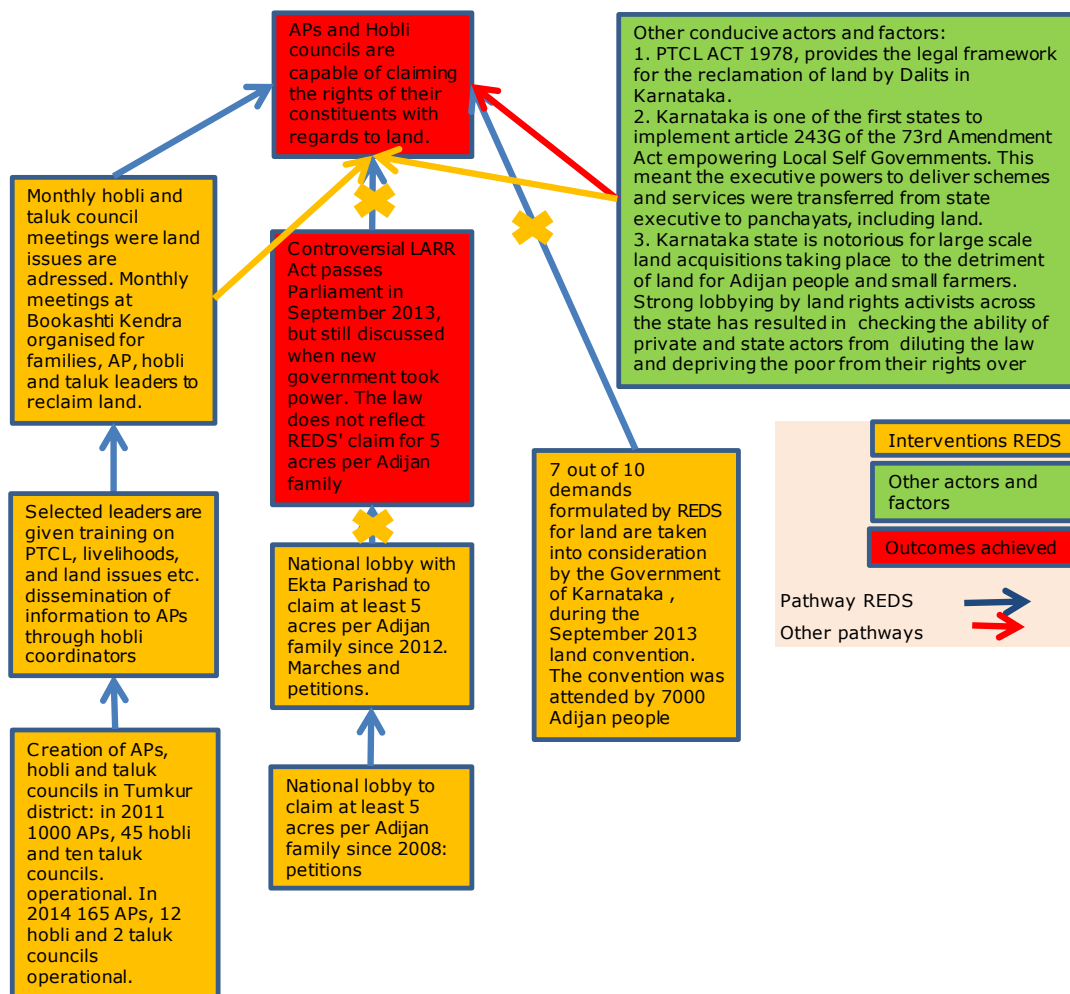 APs and Hobli
councils are
capable of claiming
the rights of their
constituents with
regards to land.
Other conducive actors and factors:
1. PTCL ACT 1978, provides the legal framework
for the reclamation of land by Dalits in
Karnataka.
2. Karnataka is one of the first states to
implement article 243G of the 73rd Amendment
Act empowering Local Self Governments. This
meant the executive powers to deliver schemes
and services were transferred from state
executive to panchayats, including land.
3. Karnataka state is notorious for large scale
land acquisitions taking place to the detriment
of land for Adijan people and small farmers.
Strong lobbying by land rights activists across
the state has resulted in checking the ability of
private and state actors from diluting the law
and depriving the poor from their rights over
Monthly hobli and
taluk council
meetings were land
issues are
adressed. Monthly
meetings at
Bookashti Kendra
organised for
families, AP, hobli
and taluk leaders to
reclaim land.
Controversial LARR
Act passes
Parliament in
September 2013,
but still discussed
when new
government took
power. The law
does not reflect
REDS' claim for 5
acres per Adijan
family
Selected leaders are
given training on
PTCL, livelihoods,
and land issues etc.
dissemination of
information to APs
through hobli
coordinators
National lobby with
Ekta Parishad to
claim at least 5
acres per Adijan
family since 2012.
Marches and
petitions.
7 out of 10
demands
formulated by REDS
for land are taken
into consideration
by the Government
of Karnataka ,
during the
September 2013
land convention.
The convention was
attended by 7000
Adijan people
Creation of APs,
hobli and taluk
councils in Tumkur
district: in 2011
1000 APs, 45 hobli
and ten taluk
councils.
operational. In
2014 165 APs, 12
hobli and 2 taluk
councils
operational.
National lobby to
claim at least 5
acres per Adijan
family since 2008:
petitions
Interventions REDS
Other actors and
factors
Outcomes achieved
Pathway REDS
Other pathways